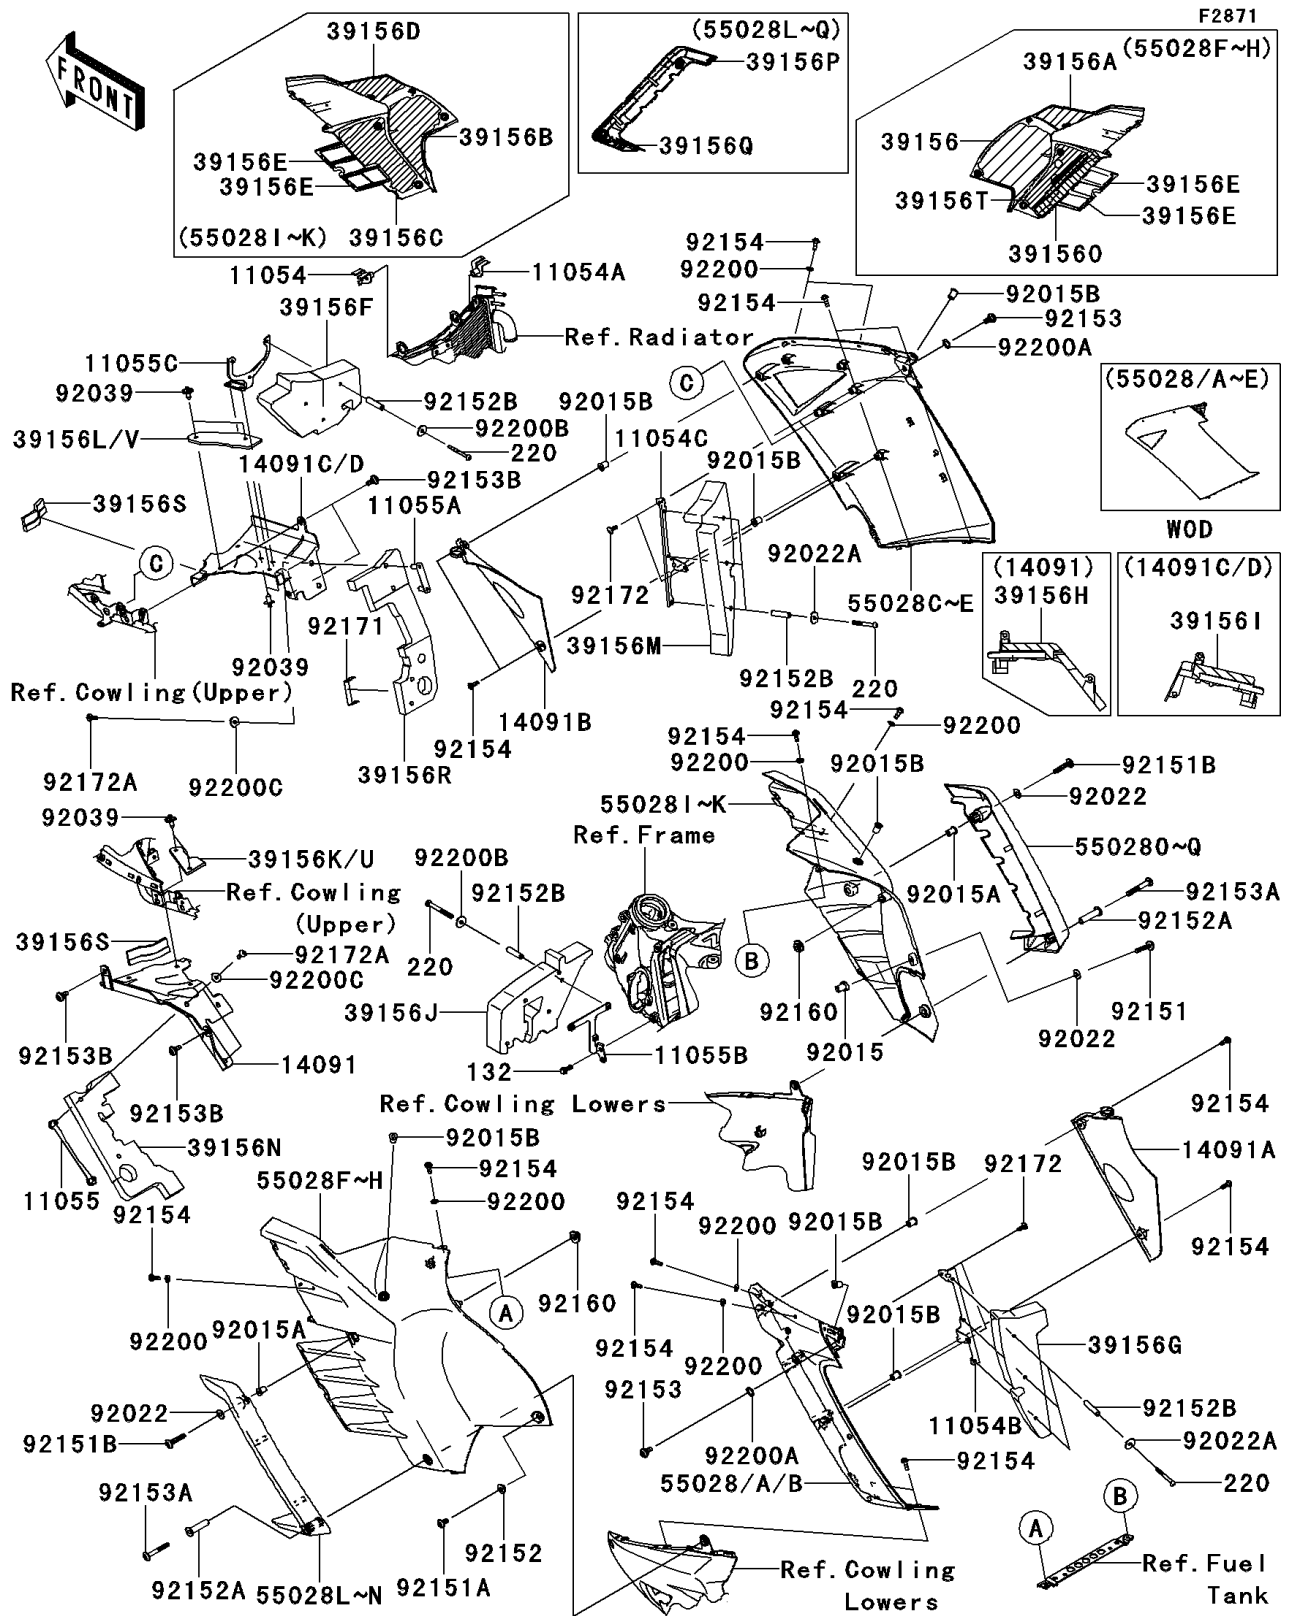 F2871
FRONT
39156D
39156B
39156E
39156E
(55028I~K) 39156C
(55028L~Q)
39156P
39156Q
(55028F~H)
39156A
39156
39156T
39156E
39156E
39156O
11054
11054A
39156F
Ref.Radiator
92154
92200
92154
92015B
92153
92200A
11055C
92039
39156L/V
92152B
92200B
220
92015B
11054C
92015B
C
(55028/A~E)
WOD
14091C/D
92153B
11055A
39156S
C
92171
92039
Ref.Cowling(Upper)
92172A
92200C
39156R
92154
14091B
92172
39156M
92022A
92152B
220
55028C~E
(14091)
39156H
(14091C/D)
39156I
92154
92200
92154
92200
92015B
55028I~K
Ref.Frame
92151B
92022
55028O~Q
92015A
92153A
92152A
B
92160
92015
92022
92151
92039
39156K/U
Ref.Cowling
(Upper)
39156S
92172A
92200C
92200B
92152B
220
39156J
11055B
132
92153B
92153B
14091
39156N
11055
Ref.Cowling Lowers
92154
14091A
92154
92015B
92154
92200
55028F~H
92154
92200
92015A
92160
A
92022
92151B
92153A
92152A
55028L~N
92151A
92152
92015B
92172
92154
92200
92015B
92154
92200
92015B
92153
92200A
55028/A/B
39156G
11054B
92152B
92022A
220
92154
Ref.Cowling
Lowers
A
B
Ref.Fuel
Tank